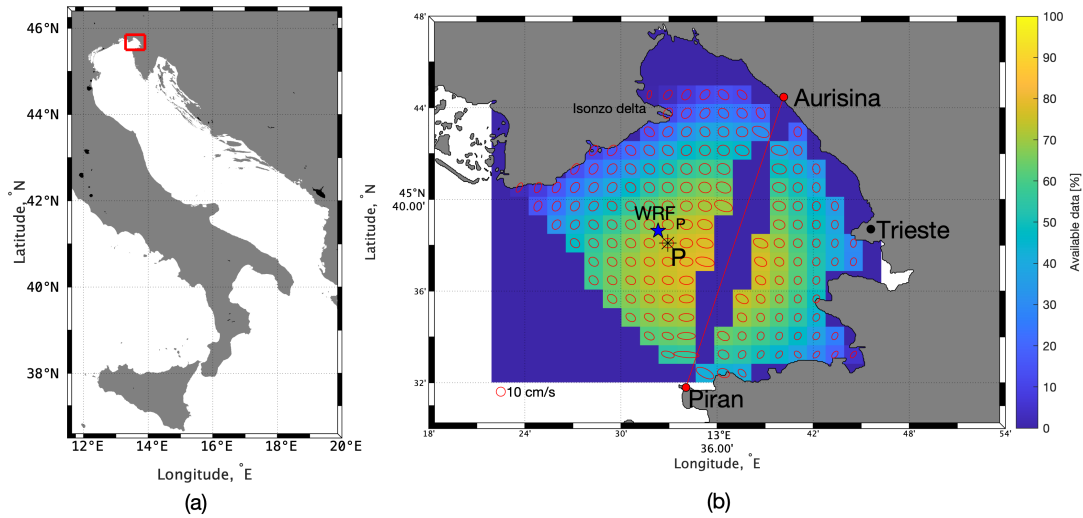 46°N
44°N
42°N
40°N
38°N
Latitude, °N
12°E
14°E
16°E
18°E
20°E
Longitude, °E
(a)
48'
44'
45°N
40.00'
36'
32'
Latitude, °N
Isonzo delta
Aurisina
WRF P
P
Trieste
10 cm/s
Piran
18'
24'
30'
13°E
36.00'
42'
48'
54'
Longitude, °E
(b)
100
90
80
70
60
50
40
30
20
10
0
Available data [%]